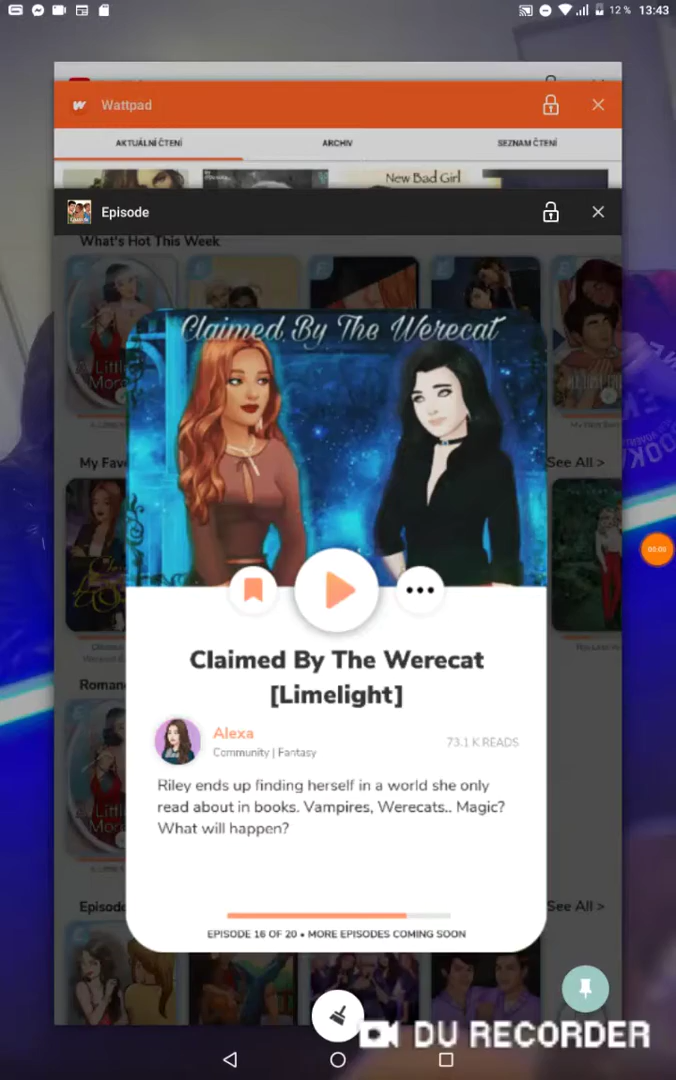 12 % 13:43
Wattpad
AKTUÁLNÍ ČTENÍ ARCHIV SEZNAM ČTENÍ
New Bad Girl
Episode
What's Hot This Week
Claimed By The Werecat
My Fav
See All >
00:00
Claimed By The Werecat
[Limelight]
Roman
Alexa
Community | Fantasy
73.1 K READS
Riley ends up finding herself in a world she only
read about in books. Vampires, Werecats.. Magic?
What will happen?
Episode
See All >
EPISODE 16 OF 20 • MORE EPISODES COMING SOON
DU RECORDER